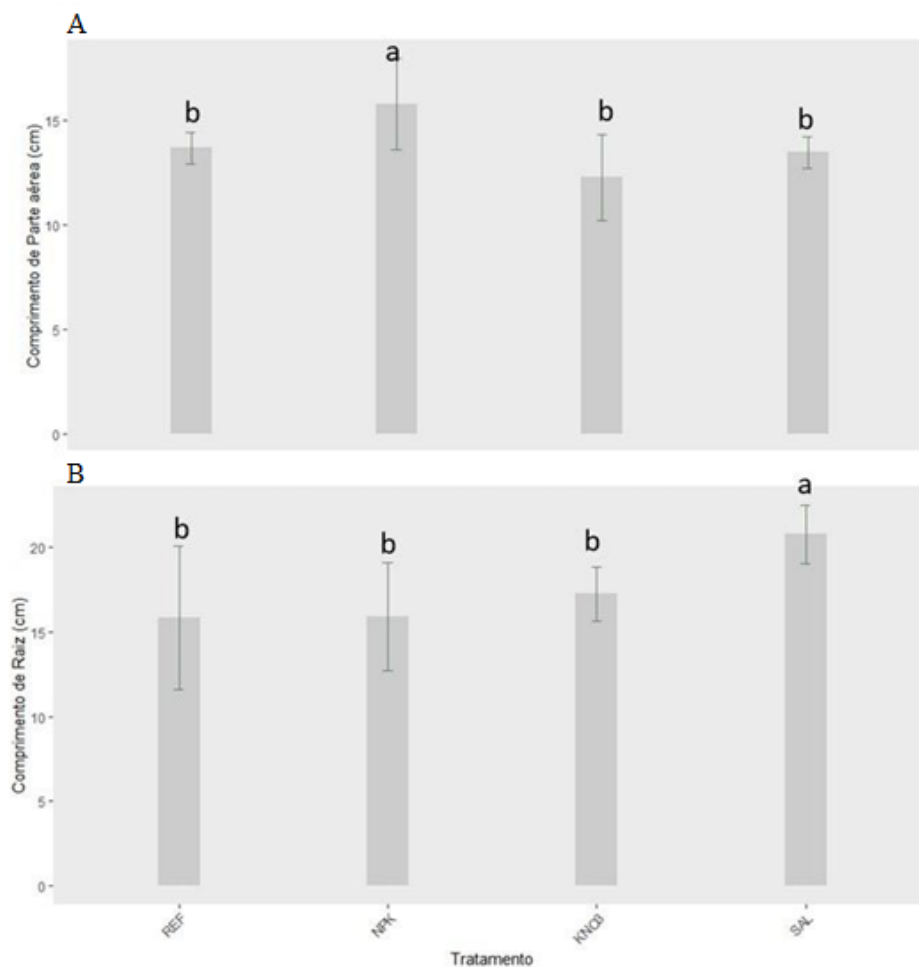 A
a
b
b
b
15
10
5
0
Comprimento de Parte aérea (cm)
B
a
b
b
b
20
15
10
5
0
Comprimento de Raiz (cm)
REF
NPK
KNO3
SAL
Tratamento